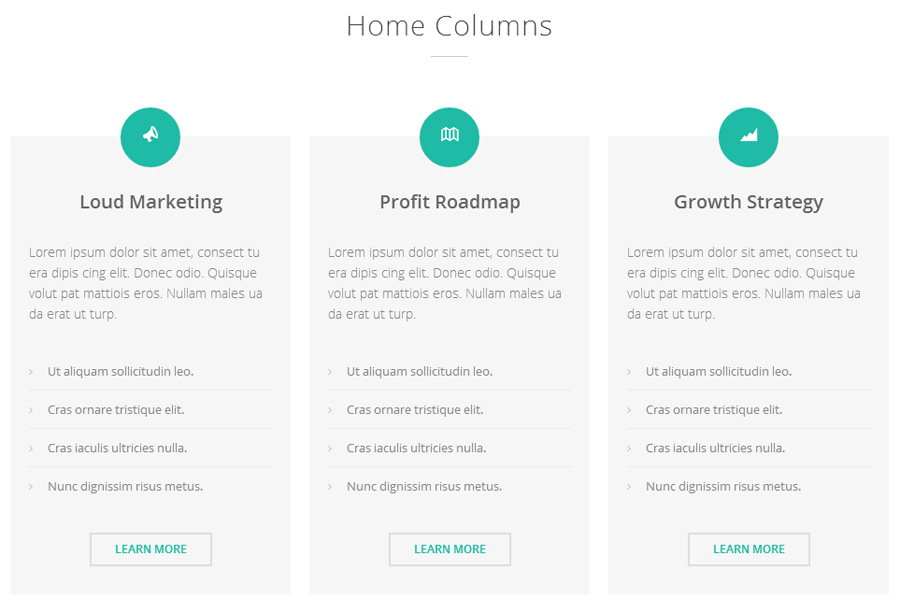 Home Columns
Loud Marketing
Lorem ipsum dolor sit amet, consect tu
era dipis cing elit. Donec odio. Quisque
volut pat mattiois eros. Nullam males ua
da erat ut turp.
Ut aliquam sollicitudin leo.
Cras ornare tristique elit.
Cras iaculis ultricies nulla.
Nunc dignissim risus metus.
LEARN MORE
Profit Roadmap
Lorem ipsum dolor sit amet, consect tu
era dipis cing elit. Donec odio. Quisque
volut pat mattiois eros. Nullam males ua
da erat ut turp.
Ut aliquam sollicitudin leo.
Cras ornare tristique elit.
Cras iaculis ultricies nulla.
Nunc dignissim risus metus.
LEARN MORE
Growth Strategy
Lorem ipsum dolor sit amet, consect tu
era dipis cing elit. Donec odio. Quisque
volut pat mattiois eros. Nullam males ua
da erat ut turp.
Ut aliquam sollicitudin leo.
Cras ornare tristique elit.
Cras iaculis ultricies nulla.
Nunc dignissim risus metus.
LEARN MORE